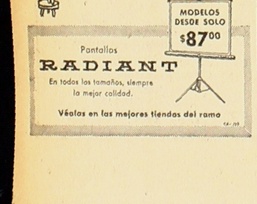 MODELOS
DESDE SOLO
$87.00
Pantallas
RADIANT
En todos los tamaños, siempre
la mejor calidad.
Véalas en las mejores tiendas del ramo